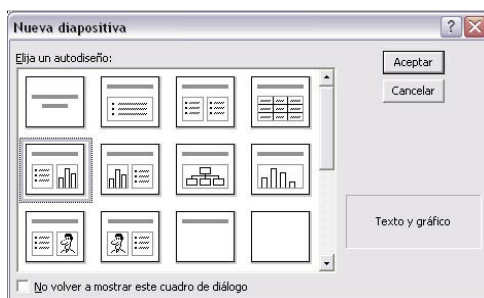 Nueva diapositiva
Elija un autodiseño:
Aceptar
Cancelar
Texto y gráfico
No volver a mostrar este cuadro de diálogo